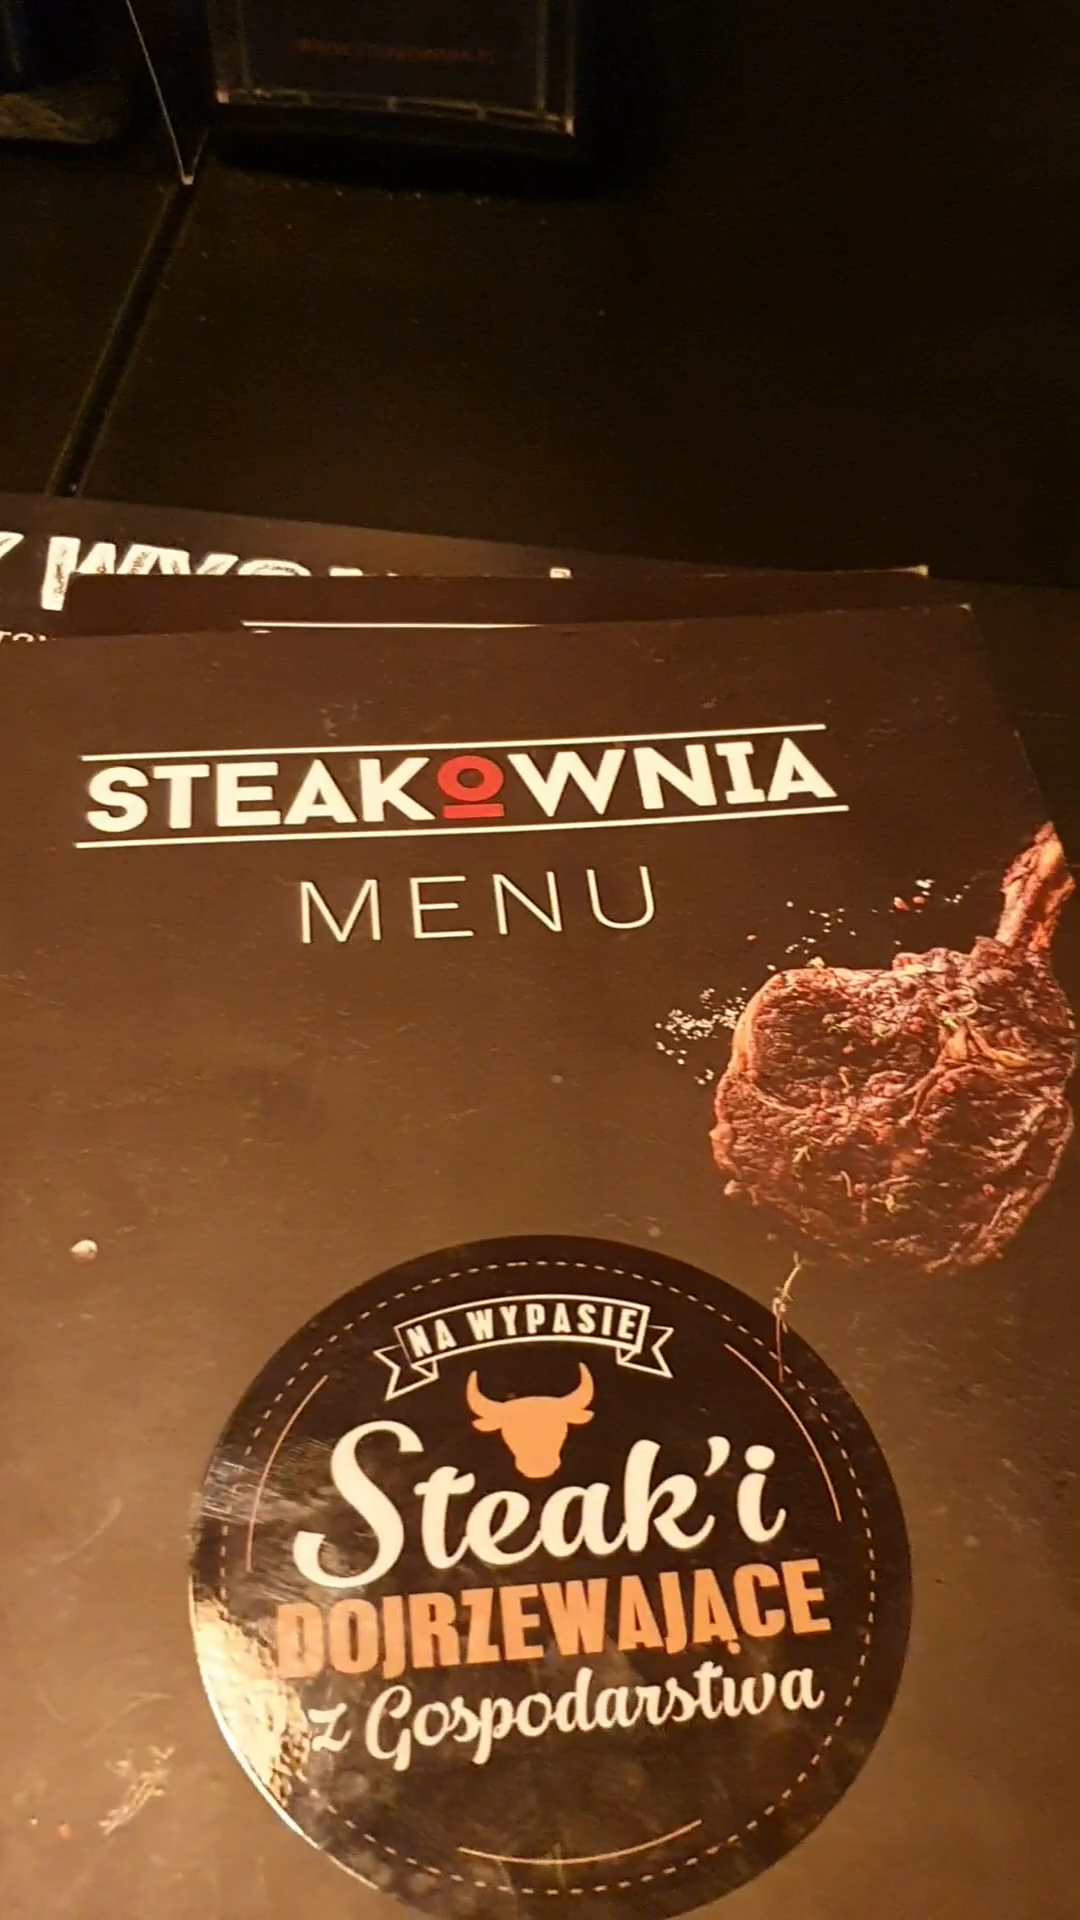 STEAKOWNIA
MENU
NA WYPASIE
Steak'i
DOJRZEWAJĄCE
z Gospodarstwa